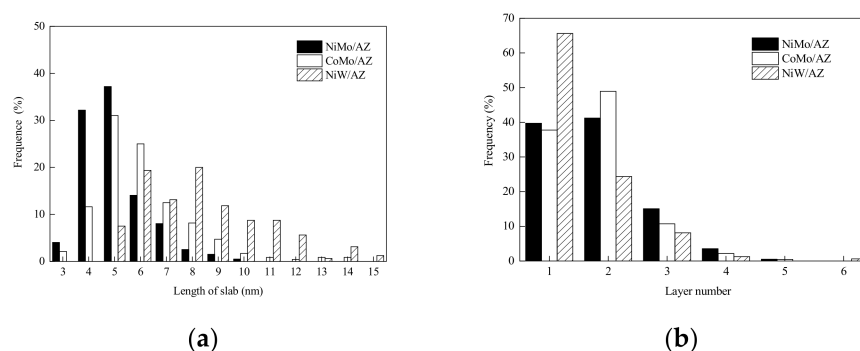 50
40
30
20
10
0
Frequence (%)
NiMo/AZ
CoMo/AZ
NiW/AZ
3 4 5 6 7 8 9 10 11 12 13 14 15
Length of slab (nm)
(a)
70
60
50
40
30
20
10
0
Frequency (%)
NiMo/AZ
CoMo/AZ
NiW/AZ
1 2 3 4 5 6
Layer number
(b)